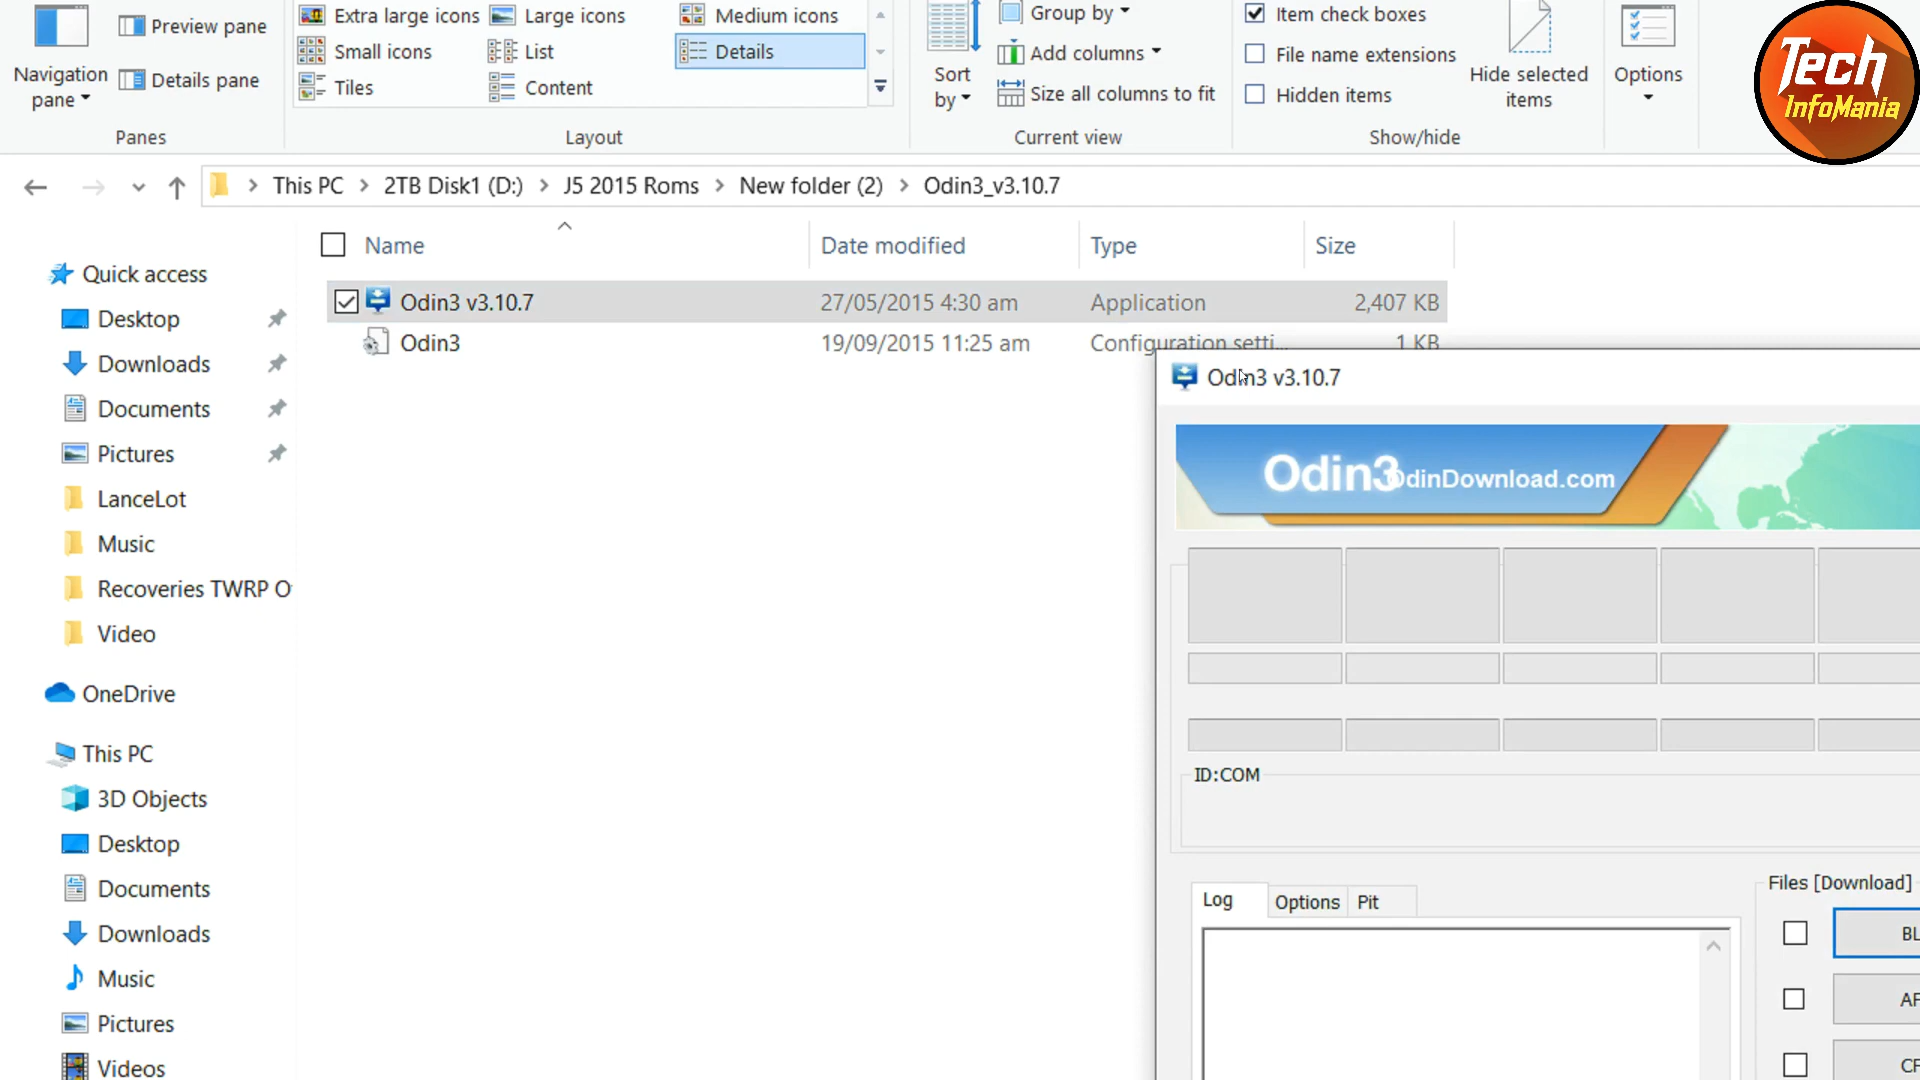 Navigation pane
Preview pane
Details pane
Panes
Extra large icons
Large icons
Medium icons
Small icons
List
Details
Tiles
Content
Layout
Sort by
Group by
Add columns
Size all columns to fit
Current view
Item check boxes
File name extensions
Hidden items
Hide selected items
Show/hide
Options
Tech
InfoMania
This PC > 2TB Disk1 (D:) > J5 2015 Roms > New folder (2) > Odin3_v3.10.7
Name Date modified Type Size
Odin3 v3.10.7 27/05/2015 4:30 am Application 2,407 KB
Odin3 19/09/2015 11:25 am Configuration setti... 1 KB
Quick access
Desktop
Downloads
Documents
Pictures
LanceLot
Music
Recoveries TWRP O
Video
OneDrive
This PC
3D Objects
Desktop
Documents
Downloads
Music
Pictures
Videos
Odin3 v3.10.7
Odin3
OdinDownload.com
ID:COM
Log
Options
Pit
Files [Download]
BL
AP
CP